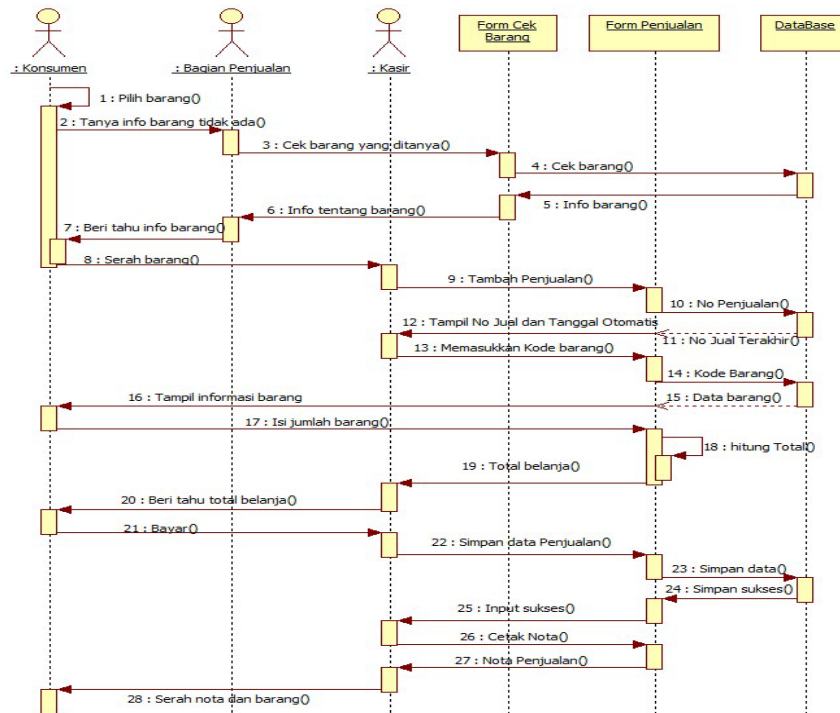 Form Cek
Barang
Form Penjualan
DataBase
: Konsumen
: Bagian Penjualan
: Kasir
1 : Pilih barang()
2 : Tanya info barang tidak ada()
3 : Cek barang yang ditanya()
4 : Cek barang()
5 : Info barang()
6 : Info tentang barang()
7 : Beri tahu info barang()
8 : Serah barang()
9 : Tambah Penjualan()
10 : No Penjualan()
12 : Tampil No Jual dan Tanggal Otomatis
11 : No Jual Terakhir()
13 : Memasukkan Kode barang()
14 : Kode Barang()
16 : Tampil informasi barang
15 : Data barang()
17 : Isi jumlah barang()
18 : hitung Total()
19 : Total belanja()
20 : Beri tahu total belanja()
21 : Bayar()
22 : Simpan data Penjualan()
23 : Simpan data()
24 : Simpan sukses()
25 : Input sukses()
26 : Cetak Nota()
27 : Nota Penjualan()
28 : Serah nota dan barang()